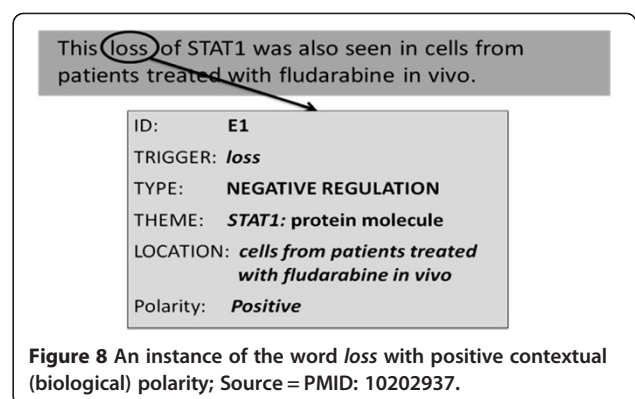 This loss of STAT1 was also seen in cells from
patients treated with fludarabine in vivo.
ID: E1
TRIGGER: loss
TYPE: NEGATIVE REGULATION
THEME: STAT1: protein molecule
LOCATION: cells from patients treated
with fludarabine in vivo
Polarity: Positive
Figure 8 An instance of the word loss with positive contextual
(biological) polarity; Source = PMID: 10202937.